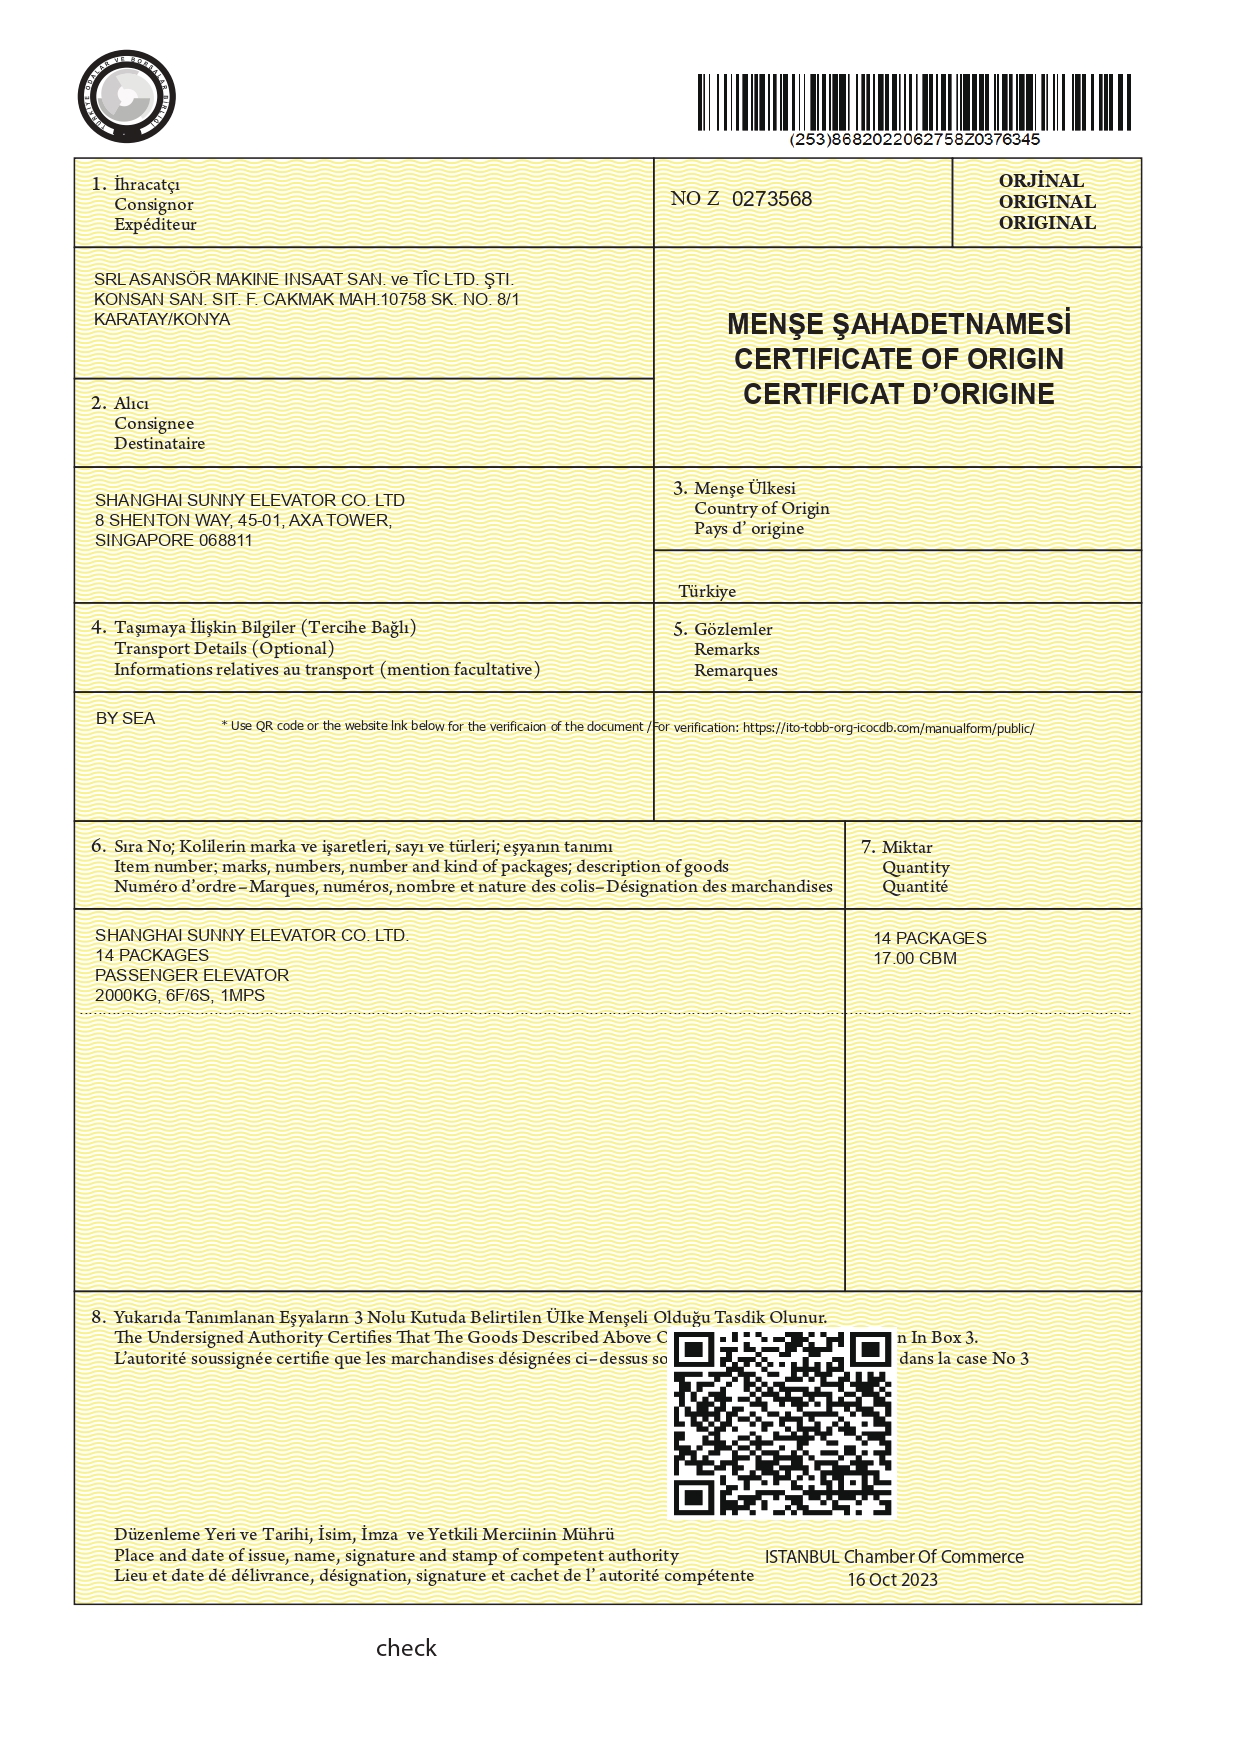 TÜRKİYE ODALAR VE BORSALAR BİRLİĞİ
(253)8682022062758Z0376345
1. İhracatçı
Consignor
Expéditeur
NO Z 0273568
ORJİNAL
ORIGINAL
ORIGINAL
SRL ASANSÖR MAKINE INSAAT SAN. ve TÎC LTD. ŞTI.
KONSAN SAN. SIT. F. CAKMAK MAH.10758 SK. NO. 8/1
KARATAY/KONYA
MENŞE ŞAHADETNAMESİ
CERTIFICATE OF ORIGIN
CERTIFICAT D’ORIGINE
2. Alıcı
Consignee
Destinataire
SHANGHAI SUNNY ELEVATOR CO. LTD
8 SHENTON WAY, 45-01, AXA TOWER,
SINGAPORE 068811
3. Menşe Ülkesi
Country of Origin
Pays d’ origine
Türkiye
4. Taşımaya İlişkin Bilgiler (Tercihe Bağlı)
Transport Details (Optional)
Informations relatives au transport (mention facultative)
5. Gözlemler
Remarks
Remarques
BY SEA
* Use QR code or the website lnk below for the verificaion of the document /For verification: https://ito-tobb-org-icocdb.com/manualform/public/
6. Sıra No; Kolilerin marka ve işaretleri, sayı ve türleri; eşyanın tanımı
Item number; marks, numbers, number and kind of packages; description of goods
Numéro d’ordre–Marques, numéros, nombre et nature des colis–Désignation des marchandises
7. Miktar
Quantity
Quantité
SHANGHAI SUNNY ELEVATOR CO. LTD.
14 PACKAGES
PASSENGER ELEVATOR
2000KG, 6F/6S, 1MPS
14 PACKAGES
17.00 CBM
8. Yukarıda Tanımlanan Eşyaların 3 Nolu Kutuda Belirtilen ÜIke Menşeli Olduğu Tasdik Olunur.
The Undersigned Authority Certifies That The Goods Described Above In Box 3.
L’autorité soussignée certifie que les marchandises désignées ci–dessus dans la case No 3
Düzenleme Yeri ve Tarihi, İsim, İmza ve Yetkili Merciinin Mührü
Place and date of issue, name, signature and stamp of competent authority
Lieu et date dé délivrance, désignation, signature et cachet de l’ autorité compétente
ISTANBUL Chamber Of Commerce
16 Oct 2023
check